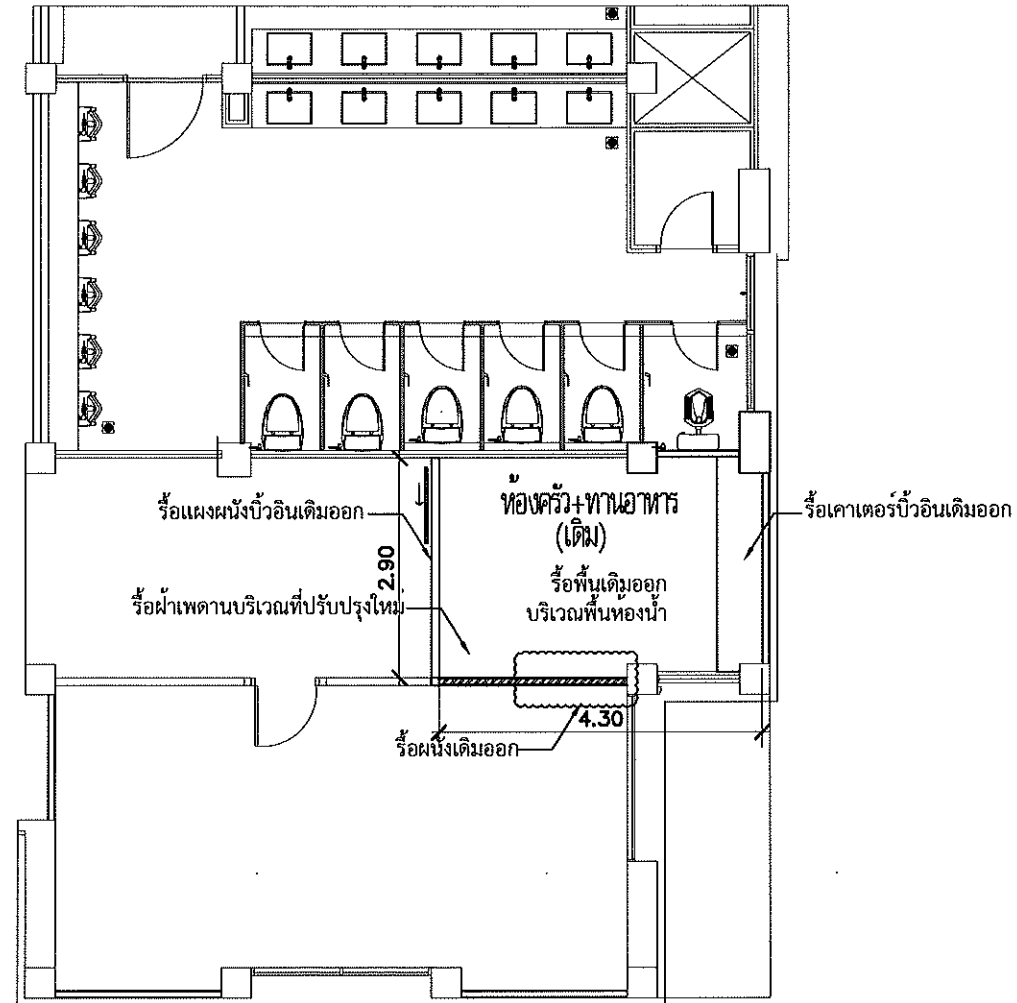 ห้องครัว+ทานอาหาร
(เดิม)
รื้อแผงผนังบิ้วอินเดิมออก
รื้อเคาเตอร์บิ้วอินเดิมออก
2.90
รื้อพื้นเดิมออก
บริเวณพื้นห้องน้ำ
รื้อฝ้าเพดานบริเวณที่ปรับปรุงใหม่
4.30
รื้อผนังเดิมออก